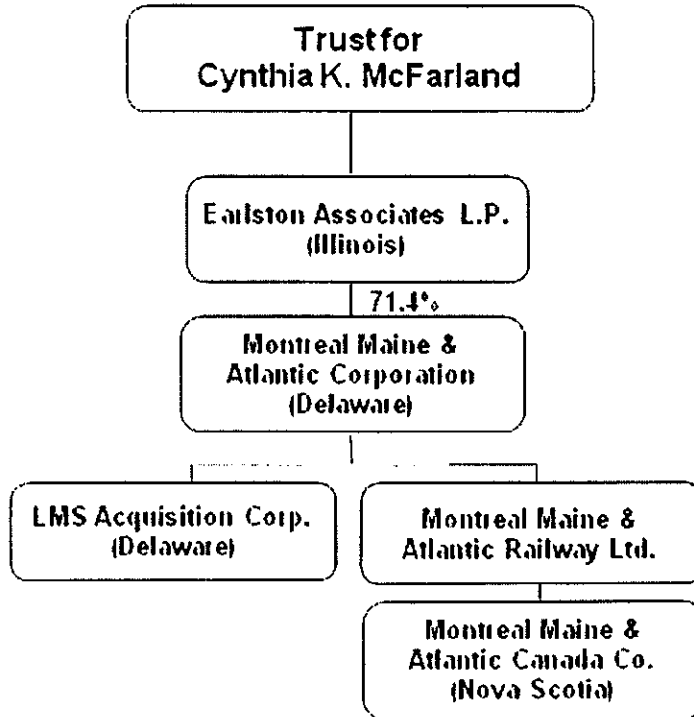 Trust for
Cynthia K. McFarland
Earlston Associates L.P.
(Illinois)
71.4%
Montreal Maine &
Atlantic Corporation
(Delaware)
LMS Acquisition Corp.
(Delaware)
Montreal Maine &
Atlantic Railway Ltd.
Montreal Maine &
Atlantic Canada Co.
(Nova Scotia)